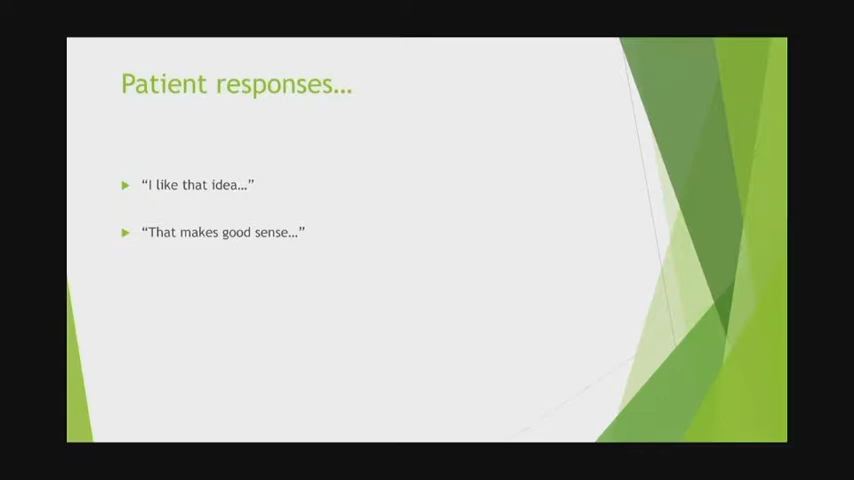 Patient responses…
“I like that idea…”
“That makes good sense…”